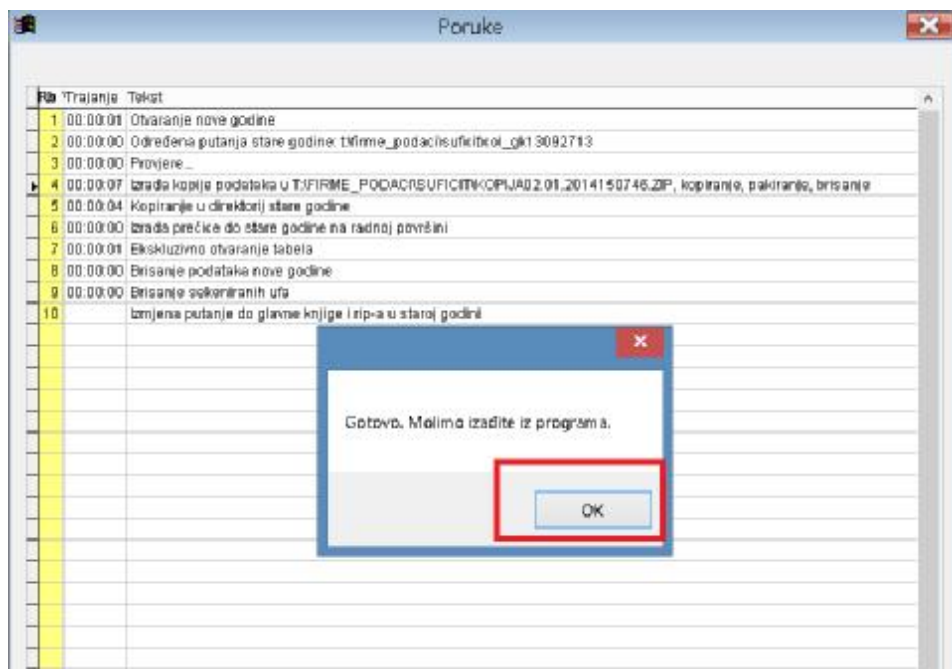 Poruke
Rb Trajanje Tekst
1 00:00:01 Otvaranje nove godine
2 00:00:00 Određena putanja stare godine:
3 00:00:00 Provjere...
4 00:00:07 Izrada kopije podataka u T:\FIRME_PODACI\SUFICIT\KOPIJA02.01.2014150746.ZIP, kopiranje, pakiranje, brisanje
5 00:00:04 Kopiranje u direktorij stare godine
6 00:00:00 Izrada prečice do stare godine na radnoj površini
7 00:00:01 Ekskluzivno otvaranje tabela
8 00:00:00 Brisanje podataka nove godine
9 00:00:00 Brisanje skeniranih ufa
10 Izmjena putanje do glavne knjige i rip-a u staroj godini
Gotovo. Molimo izađite iz programa.
OK